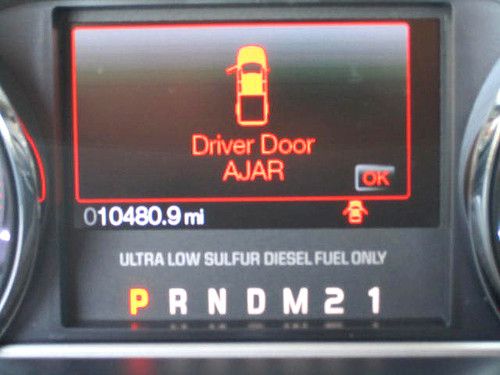 Driver Door
AJAR
OK
010480.9 mi
ULTRA LOW SULFUR DIESEL FUEL ONLY
P R N D M 2 1